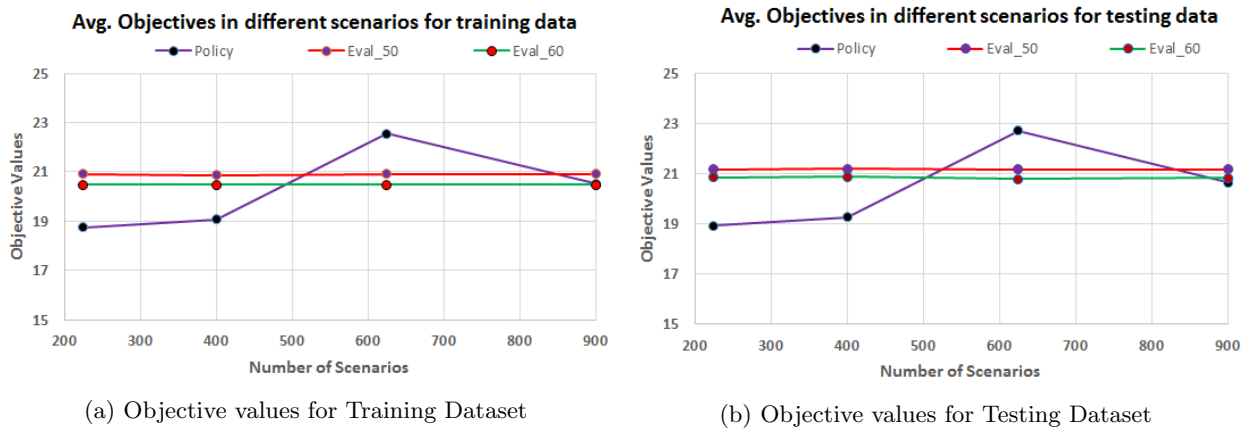 Avg. Objectives in different scenarios for training data
Policy Eval_50 Eval_60
Objective Values
25
23
21
19
17
15
200 300 400 500 600 700 800 900
Number of Scenarios
(a) Objective values for Training Dataset
Avg. Objectives in different scenarios for testing data
Policy Eval_50 Eval_60
Objective Values
25
23
21
19
17
15
200 300 400 500 600 700 800 900
Number of Scenarios
(b) Objective values for Testing Dataset